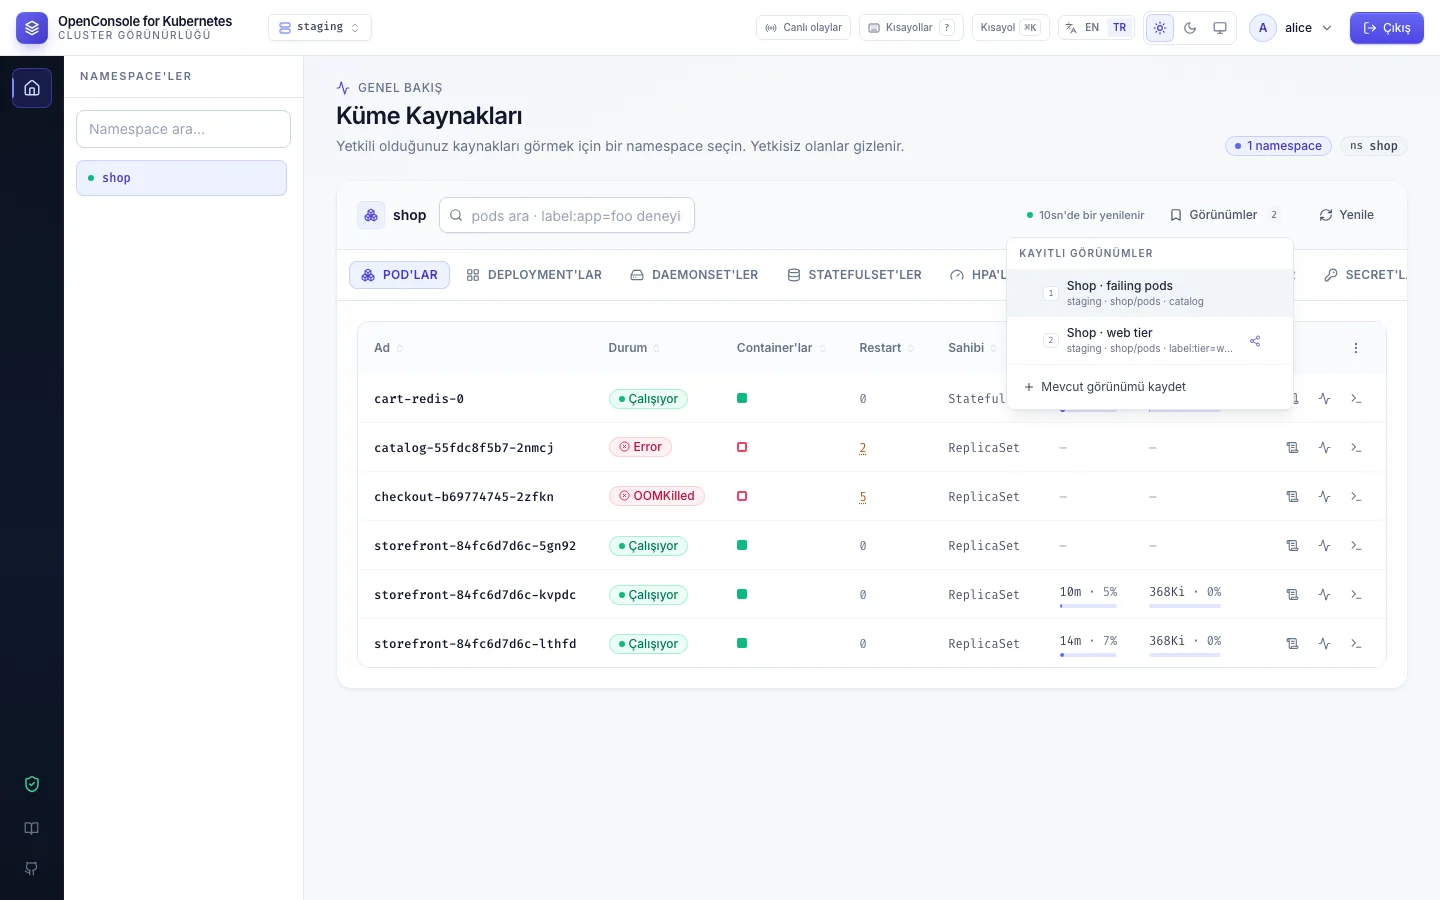 OpenConsole for Kubernetes
CLUSTER GÖRÜNÜRLÜĞÜ
staging
Canlı olaylar
Kısayollar ?
Kısayol ⌘K
EN TR
A alice
Çıkış
NAMESPACE'LER
Namespace ara...
shop
GENEL BAKIŞ
Küme Kaynakları
Yetkili olduğunuz kaynakları görmek için bir namespace seçin. Yetkisiz olanlar gizlenir.
1 namespace
ns shop
shop
pods ara · label:app=foo deneyi
10sn'de bir yenilenir
Görünümler 2
Yenile
KAYITLI GÖRÜNÜMLER
1 Shop · failing pods
staging · shop/pods · catalog
2 Shop · web tier
staging · shop/pods · label:tier=w...
+ Mevcut görünümü kaydet
POD'LAR DEPLOYMENT'LAR DAEMONSET'LER STATEFULSET'LER HPA'L SECRET'L
Ad Durum Container'lar Restart Sahibi
cart-redis-0 Çalışıyor 0 Stateful
catalog-55fdc8f5b7-2nmcj Error 2 ReplicaSet — —
checkout-b69774745-2zfkn OOMKilled 5 ReplicaSet — —
storefront-84fc6d7d6c-5gn92 Çalışıyor 0 ReplicaSet — —
storefront-84fc6d7d6c-kvpdc Çalışıyor 0 ReplicaSet 10m · 5% 368Ki · 0%
storefront-84fc6d7d6c-lthfd Çalışıyor 0 ReplicaSet 14m · 7% 368Ki · 0%